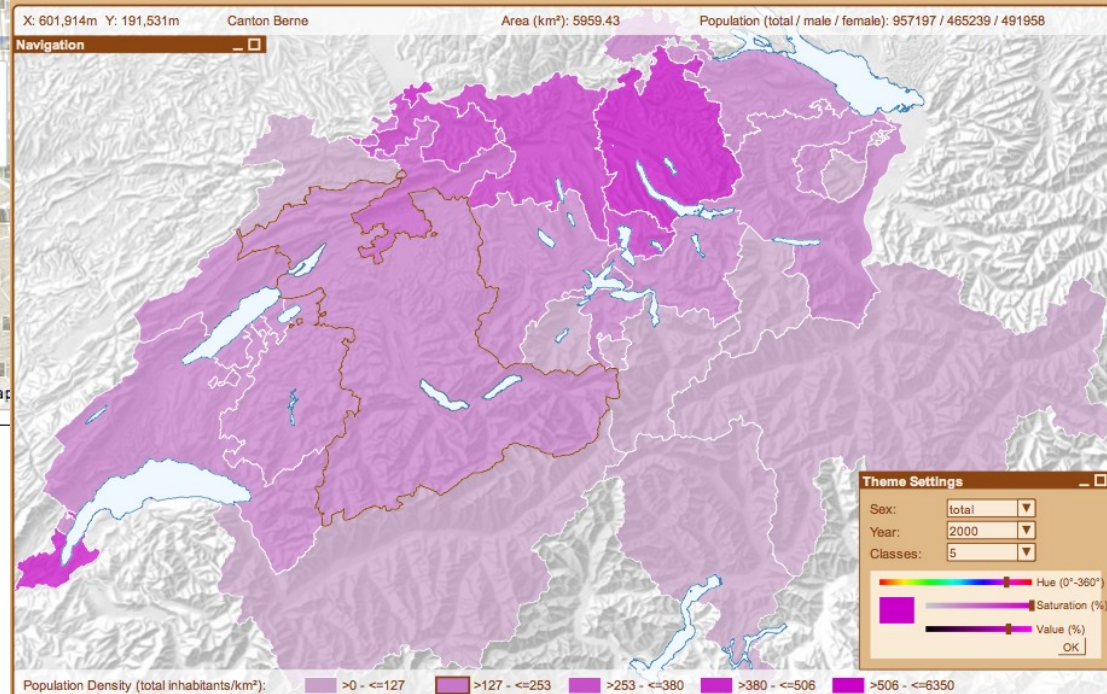 X: 601,914m Y: 191,531m Canton Berne Area (km²): 5959.43 Population (total / male / female): 957197 / 465239 / 491958
Navigation
Theme Settings
Sex: total
Year: 2000
Classes: 5
Hue (0°-360°)
Saturation (%)
Value (%)
OK
Population Density (total inhabitants/km²): >0 - <=127 >127 - <=253 >253 - <=380 >380 - <=506 >506 - <=6350